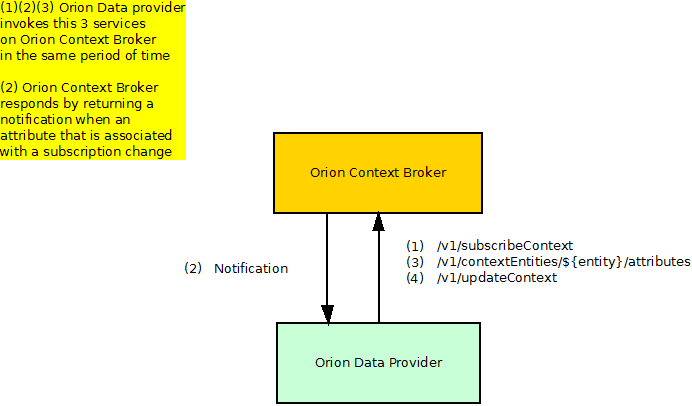 (1)(2)(3) Orion Data provider
invokes this 3 services
on Orion Context Broker
in the same period of time
(2) Orion Context Broker
responds by returning a
notification when an
attribute that is associated
with a subscription change
Orion Context Broker
(2) Notification
(1) /v1/subscribeContext
(3) /v1/contextEntities/${entity}/attributes
(4) /v1/updateContext
Orion Data Provider